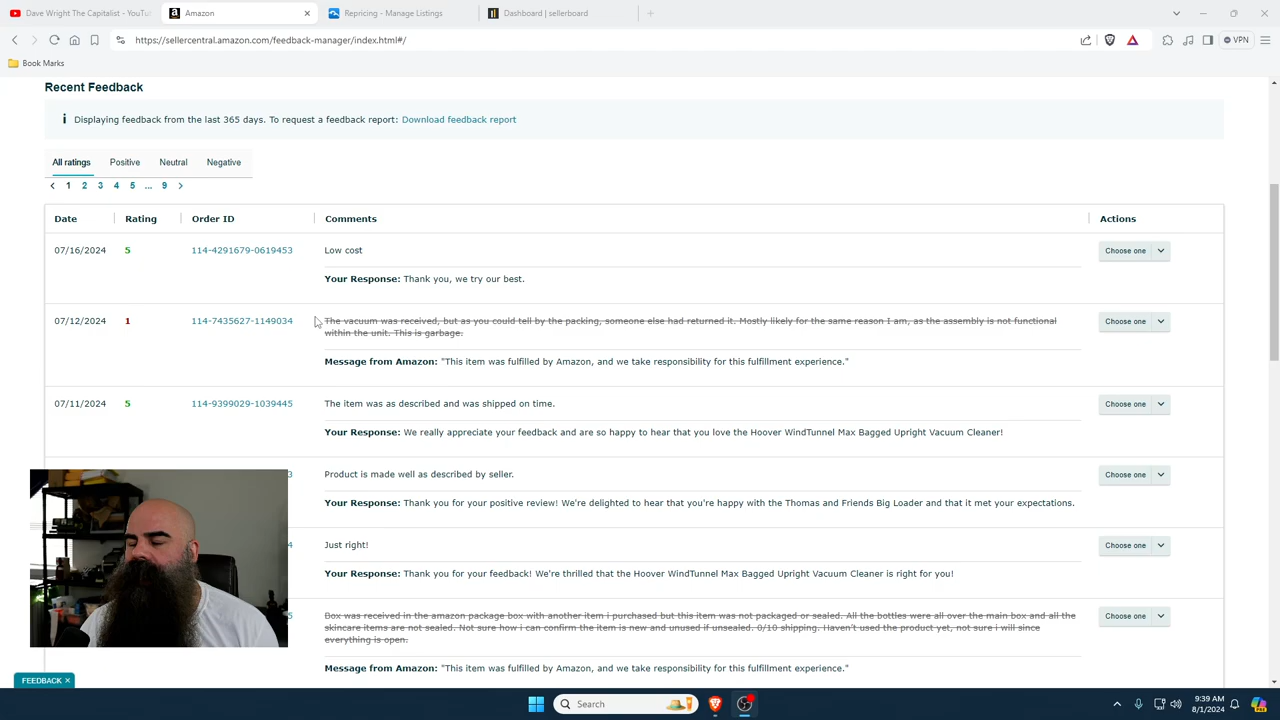 Dave Wright The Capitalist - YouTu
Amazon
Repricing - Manage Listings
Dashboard | sellerboard
https://sellercentral.amazon.com/feedback-manager/index.html#/
VPN
Book Marks
Recent Feedback
Displaying feedback from the last 365 days. To request a feedback report: Download feedback report
All ratings Positive Neutral Negative
1 2 3 4 5 ... 9
Date Rating Order ID Comments Actions
07/16/2024 5 114-4291679-0619453 Low cost Choose one
Your Response: Thank you, we try our best.
07/12/2024 1 114-7435627-1149034 The vacuum was received, but as you could tell by the packing, someone else had returned it. Mostly likely for the same reason I am, as the assembly is not functional Choose one
within the unit. This is garbage.
Message from Amazon: "This item was fulfilled by Amazon, and we take responsibility for this fulfillment experience."
07/11/2024 5 114-9399029-1039445 The item was as described and was shipped on time. Choose one
Your Response: We really appreciate your feedback and are so happy to hear that you love the Hoover WindTunnel Max Bagged Upright Vacuum Cleaner!
3 Product is made well as described by seller. Choose one
Your Response: Thank you for your positive review! We're delighted to hear that you're happy with the Thomas and Friends Big Loader and that it met your expectations.
4 Just right! Choose one
Your Response: Thank you for your feedback! We're thrilled that the Hoover WindTunnel Max Bagged Upright Vacuum Cleaner is right for you!
5 Box was received in the amazon package box with another item i purchased but this item was not packaged or sealed. All the bottles were all over the main box and all the Choose one
skincare items are not sealed. Not sure how i can confirm the item is new and unused if unsealed. 0/10 shipping. Haven't used the product yet, not sure i will since
everything is open.
Message from Amazon: "This item was fulfilled by Amazon, and we take responsibility for this fulfillment experience."
FEEDBACK ×
Search
9:39 AM
8/1/2024